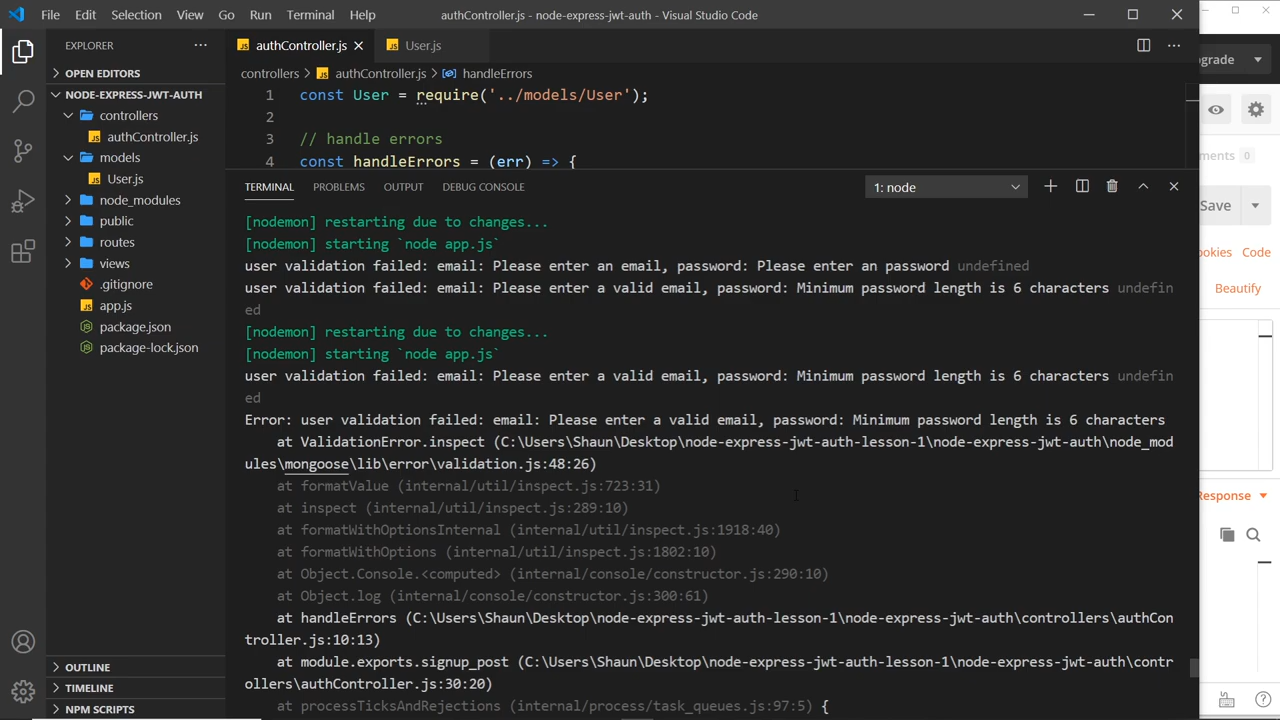 File Edit Selection View Go Run Terminal Help authController.js - node-express-jwt-auth - Visual Studio Code
EXPLORER
OPEN EDITORS
NODE-EXPRESS-JWT-AUTH
controllers
authController.js
models
User.js
node_modules
public
routes
views
.gitignore
app.js
package.json
package-lock.json
OUTLINE
TIMELINE
NPM SCRIPTS
authController.js User.js
controllers > authController.js > handleErrors
1 const User = require('../models/User');
2
3 // handle errors
4 const handleErrors = (err) => {
TERMINAL PROBLEMS OUTPUT DEBUG CONSOLE 1: node
[nodemon] restarting due to changes...
[nodemon] starting `node app.js`
user validation failed: email: Please enter an email, password: Please enter an password undefined
user validation failed: email: Please enter a valid email, password: Minimum password length is 6 characters undefin
ed
[nodemon] restarting due to changes...
[nodemon] starting `node app.js`
user validation failed: email: Please enter a valid email, password: Minimum password length is 6 characters undefin
ed
Error: user validation failed: email: Please enter a valid email, password: Minimum password length is 6 characters
at ValidationError.inspect (C:\Users\Shaun\Desktop\node-express-jwt-auth-lesson-1\node-express-jwt-auth\node_mod
ules\mongoose\lib\error\validation.js:48:26)
at formatValue (internal/util/inspect.js:723:31)
at inspect (internal/util/inspect.js:289:10)
at formatWithOptionsInternal (internal/util/inspect.js:1918:40)
at formatWithOptions (internal/util/inspect.js:1802:10)
at Object.Console.<computed> (internal/console/constructor.js:290:10)
at Object.log (internal/console/constructor.js:300:61)
at handleErrors (C:\Users\Shaun\Desktop\node-express-jwt-auth-lesson-1\node-express-jwt-auth\controllers\authCon
troller.js:10:13)
at module.exports.signup_post (C:\Users\Shaun\Desktop\node-express-jwt-auth-lesson-1\node-express-jwt-auth\contr
ollers\authController.js:30:20)
at processTicksAndRejections (internal/process/task_queues.js:97:5) {
grade
ments 0
Save
ookies Code
Beautify
Response